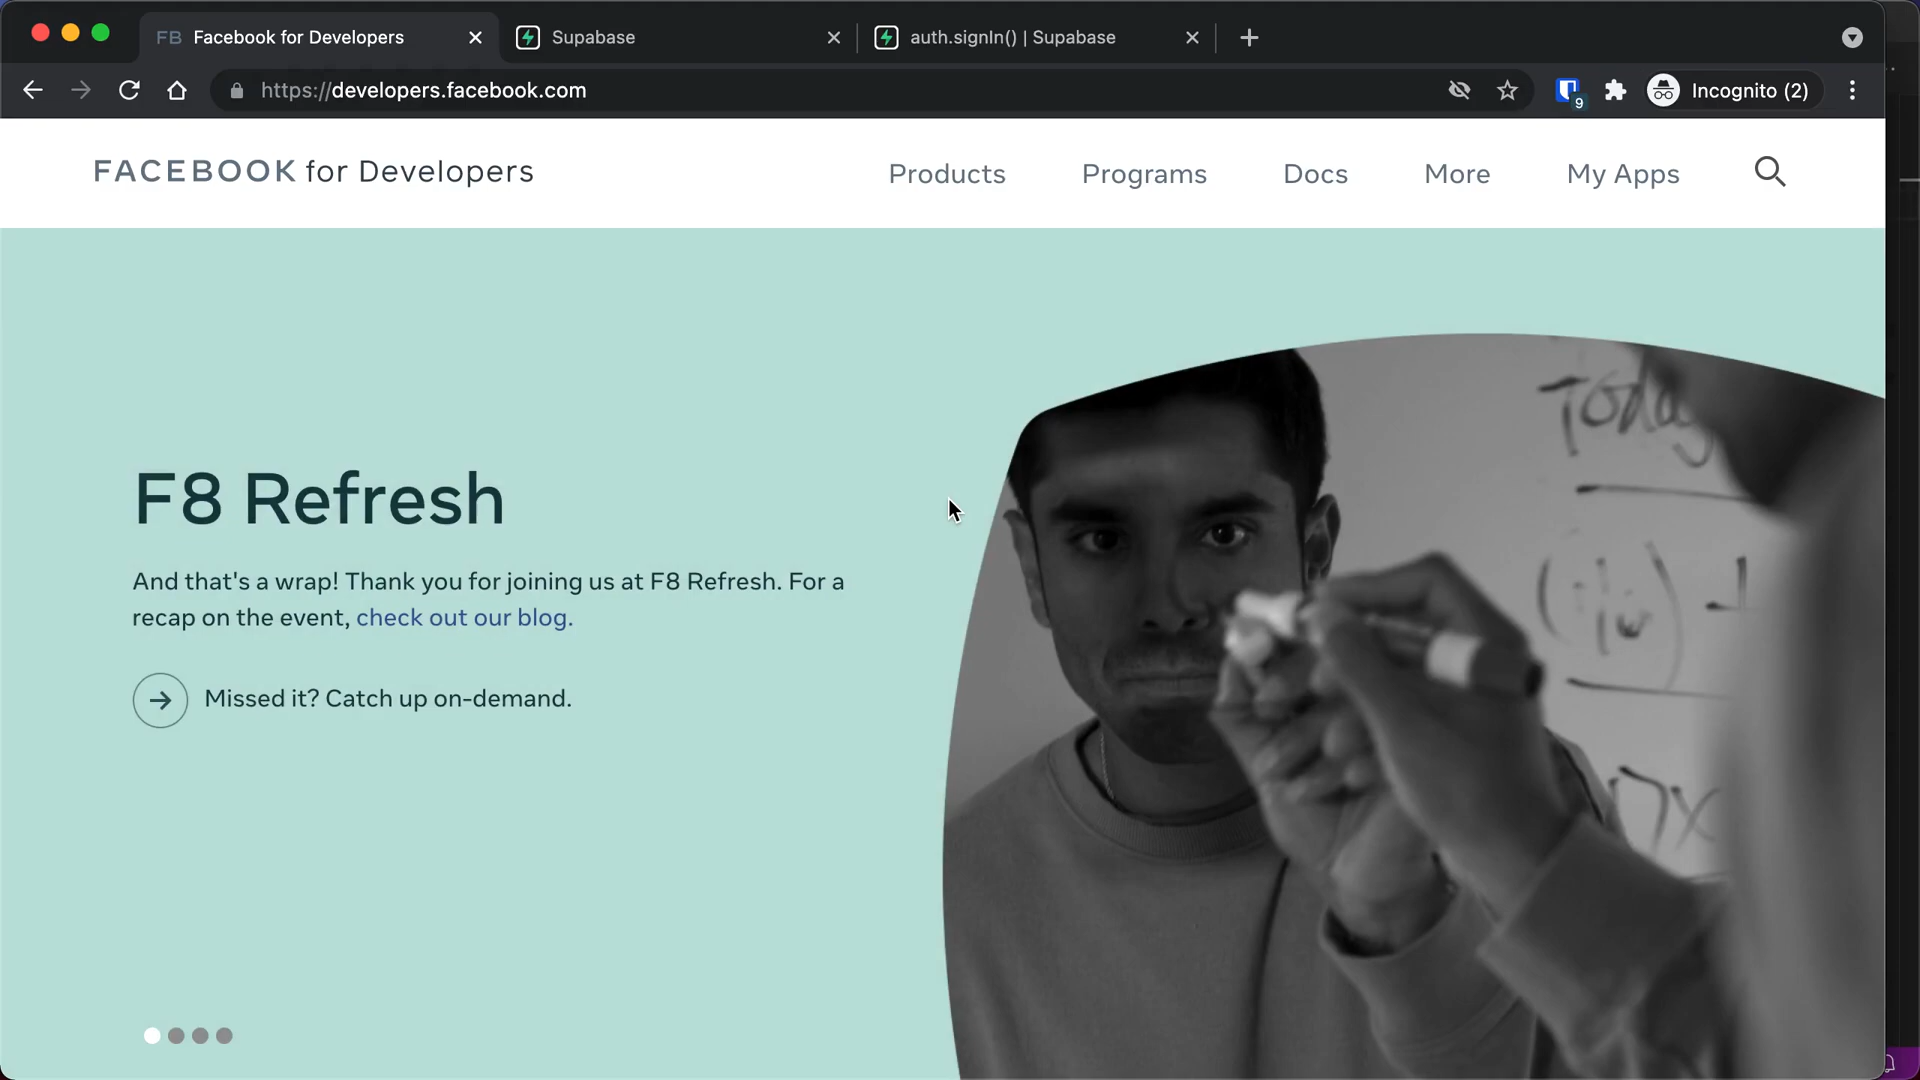 FB Facebook for Developers
Supabase
auth.signIn() | Supabase
https://developers.facebook.com
9
Incognito (2)
FACEBOOK for Developers
Products
Programs
Docs
More
My Apps
Today
F8 Refresh
And that's a wrap! Thank you for joining us at F8 Refresh. For a
recap on the event, check out our blog.
Missed it? Catch up on-demand.